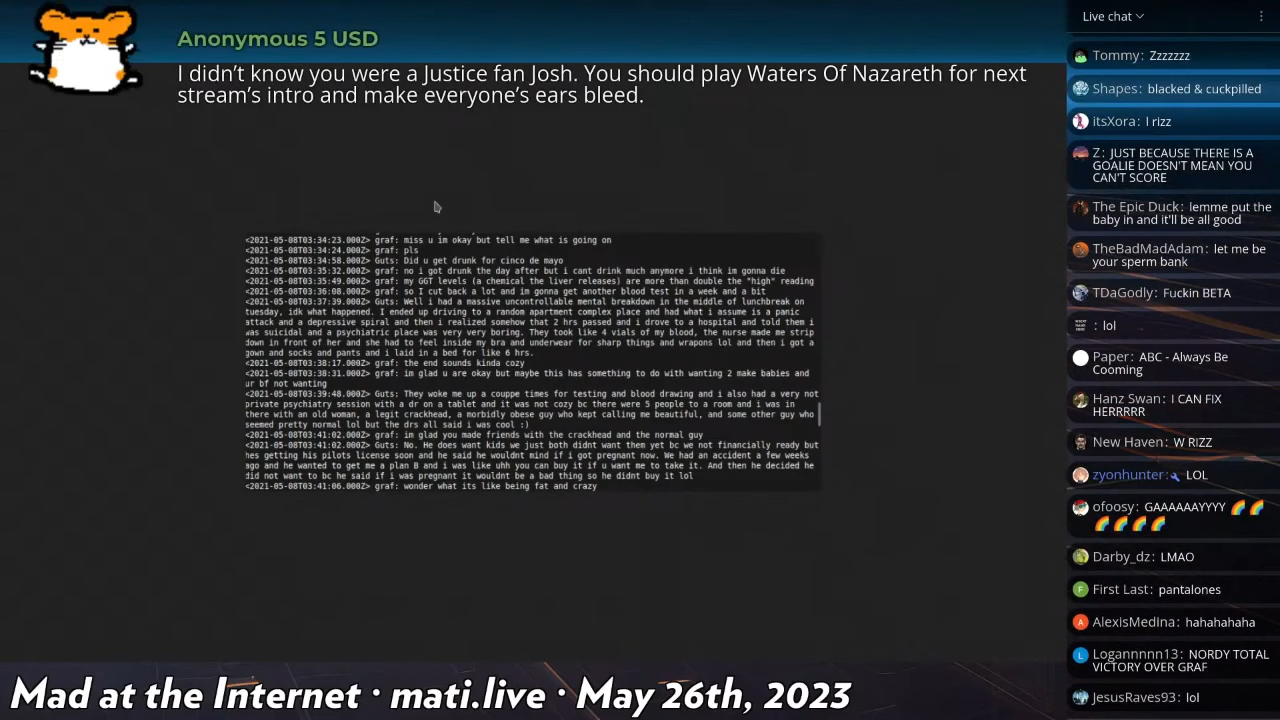 Anonymous 5 USD
I didn't know you were a Justice fan Josh. You should play Waters Of Nazareth for next
stream's intro and make everyone's ears bleed.
<2021-05-08T03:34:23.000Z> graf: miss u im okay but tell me what is going on
<2021-05-08T03:34:24.000Z> graf: pls
<2021-05-08T03:34:58.000Z> Guts: Did u get drunk for cinco de mayo
<2021-05-08T03:35:32.000Z> graf: no i got drunk the day after but i cant drink much anymore i think im gonna die
<2021-05-08T03:35:49.000Z> graf: my GGT levels (a chemical the liver releases) are more than double the "high" reading
<2021-05-08T03:36:08.000Z> graf: so I cut back a lot and im gonna get another blood test in a week and a bit
<2021-05-08T03:37:39.000Z> Guts: Well i had a massive uncontrollable mental breakdown in the middle of lunchbreak on
tuesday, idk what happened. I ended up driving to a random apartment complex place and had what i assume is a panic
attack and a depressive spiral and then i realized somehow that 2 hrs passed and i drove to a hospital and told them i
was suicidal and a psychiatric place was very very boring. They took like 4 vials of my blood, the nurse made me strip
down in front of her and she had to feel inside my bra and underwear for sharp things and wrapons lol and then i got a
gown and socks and pants and i laid in a bed for like 6 hrs.
<2021-05-08T03:38:17.000Z> graf: the end sounds kinda cozy
<2021-05-08T03:38:31.000Z> graf: im glad u are okay but maybe this has something to do with wanting 2 make babies and
ur bf not wanting
<2021-05-08T03:39:48.000Z> Guts: They woke me up a couppe times for testing and blood drawing and i also had a very not
private psychiatry session with a dr on a tablet and it was not cozy bc there were 5 people to a room and i was in
there with an old woman, a legit crackhead, a morbidly obese guy who kept calling me beautiful, and some other guy who
seemed pretty normal lol but the drs all said i was cool :)
<2021-05-08T03:41:02.000Z> graf: im glad you made friends with the crackhead and the normal guy
<2021-05-08T03:41:02.000Z> Guts: No. He does want kids we just both didnt want them yet bc we not financially ready but
hes getting his pilots license soon and he said he wouldnt mind if i got pregnant now. We had an accident a few weeks
ago and he wanted to get me a plan B and i was like uhh you can buy it if u want me to take it. And then he decided he
did not want to bc he said if i was pregnant it wouldnt be a bad thing so he didnt buy it lol
<2021-05-08T03:41:06.000Z> graf: wonder what its like being fat and crazy
Mad at the Internet · mati.live · May 26th, 2023
Live chat
Tommy: Zzzzzzz
Shapes: blacked & cuckpilled
itsXora: I rizz
Z: JUST BECAUSE THERE IS A
GOALIE DOESN'T MEAN YOU
CAN'T SCORE
The Epic Duck: lemme put the
baby in and it'll be all good
TheBadMadAdam: let me be
your sperm bank
TDaGodly: Fuckin BETA
: lol
Paper: ABC - Always Be
Cooming
Hanz Swan: I CAN FIX
HERRRRR
New Haven: W RIZZ
zyonhunter: LOL
ofoosy: GAAAAAAYYYY 🌈 🌈
🌈 🌈 🌈 🌈
Darby_dz: LMAO
First Last: pantalones
AlexisMedina: hahahahaha
Logannnnn13: NORDY TOTAL
VICTORY OVER GRAF
JesusRaves93: lol